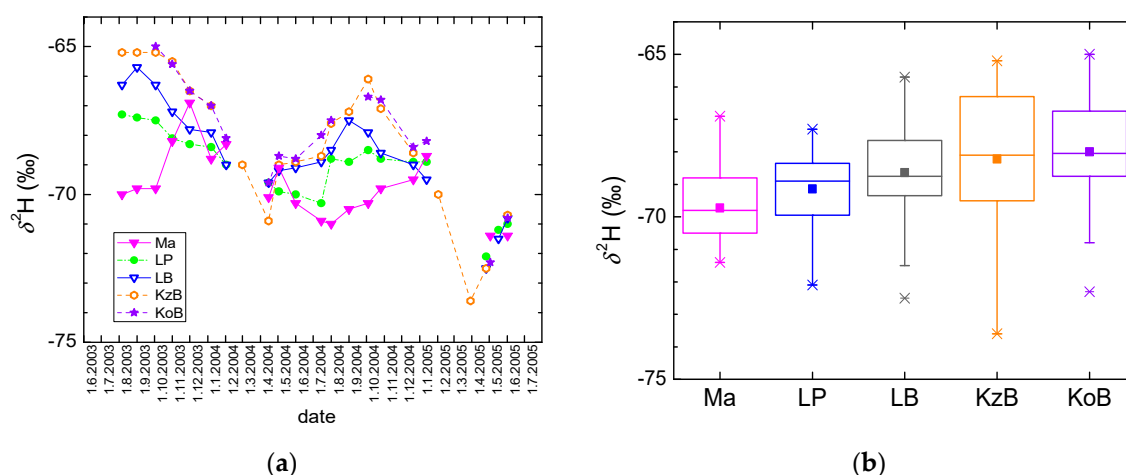 -65
-70
-75
δ²H (‰)
Ma
LP
LB
KzB
KoB
1.6.2003
1.7.2003
1.8.2003
1.9.2003
1.10.2003
1.11.2003
1.12.2003
1.1.2004
1.2.2004
1.3.2004
1.4.2004
1.5.2004
1.6.2004
1.7.2004
1.8.2004
1.9.2004
1.10.2004
1.11.2004
1.12.2004
1.1.2005
1.2.2005
1.3.2005
1.4.2005
1.5.2005
1.6.2005
1.7.2005
date
(a)
-65
-70
-75
δ²H (‰)
Ma LP LB KzB KoB
(b)